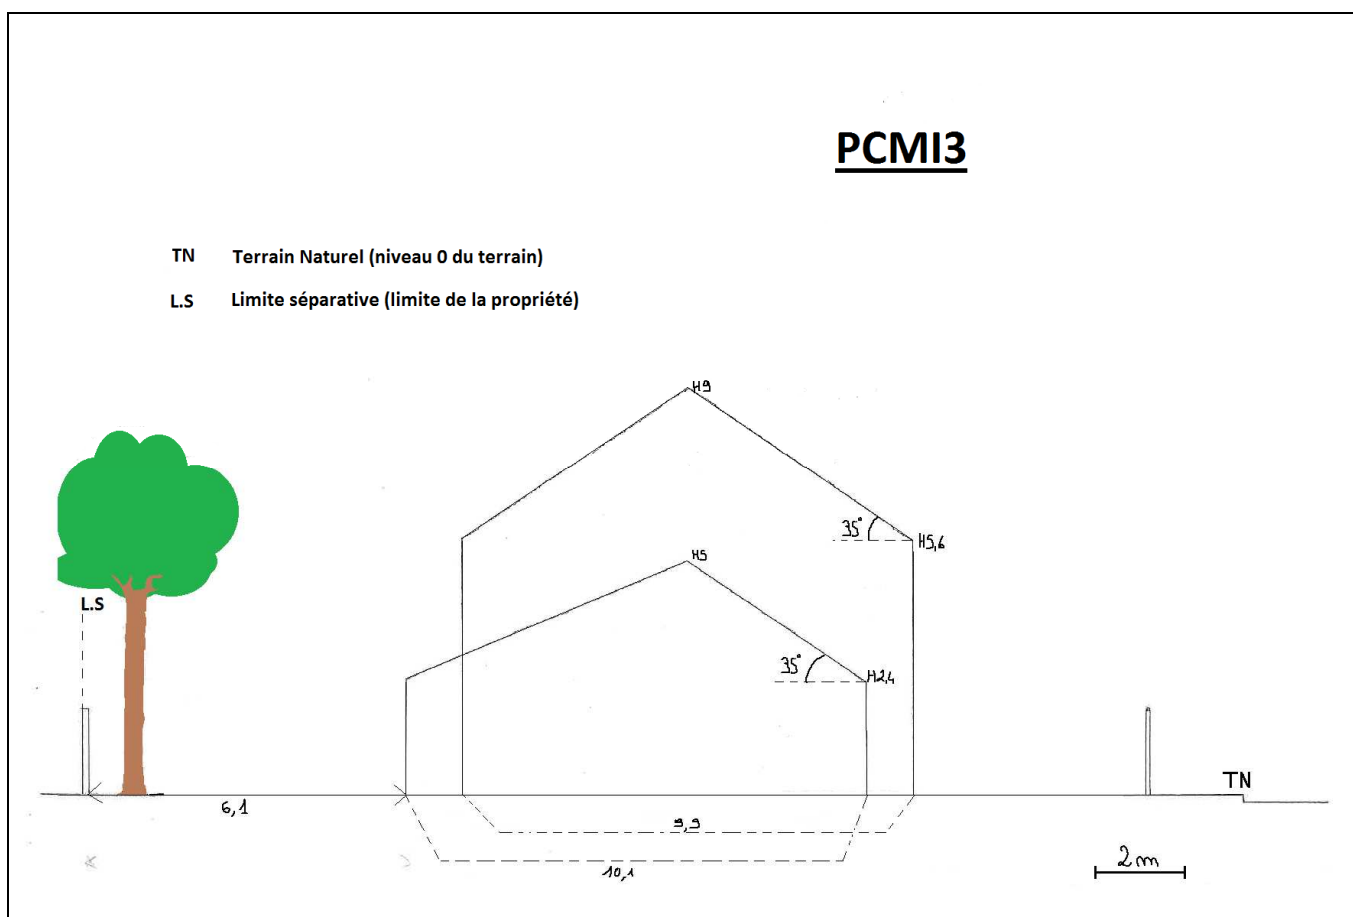 PCMI3
TN Terrain Naturel (niveau 0 du terrain)
L.S Limite séparative (limite de la propriété)
H9
35°
H5,6
H5
L.S
35°
H2,4
TN
6,1
9,9
10,1
2m